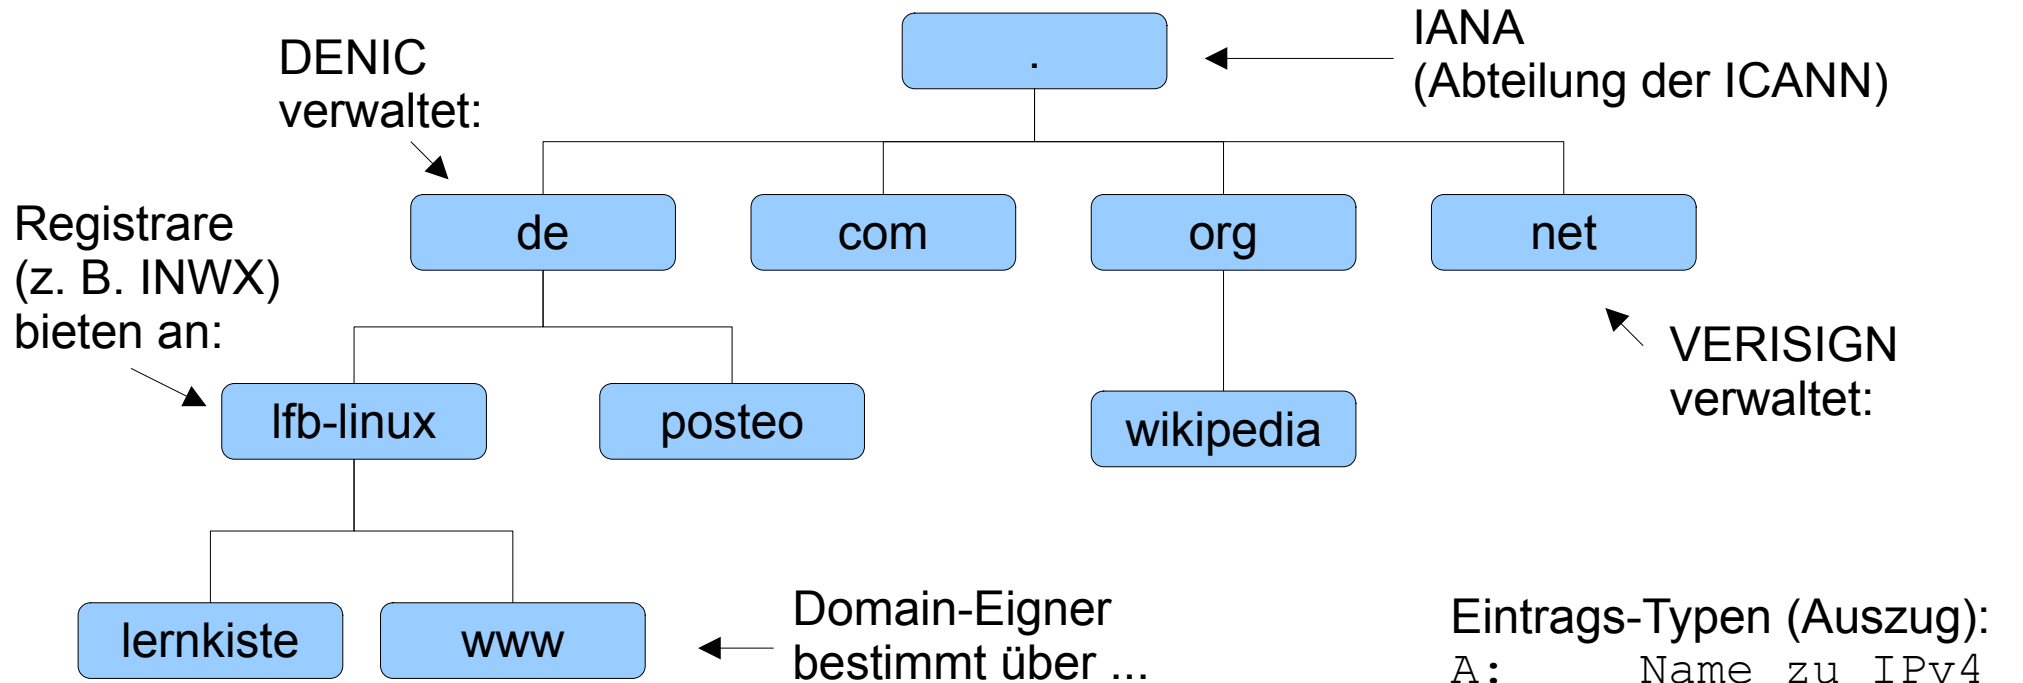 IANA
(Abteilung der ICANN)
.
DENIC
verwaltet:
de
com
org
net
Registrare
(z. B. INWX)
bieten an:
VERISIGN
verwaltet:
lfb-linux
posteo
wikipedia
lernkiste
www
Domain-Eigner
bestimmt über ...
Eintrags-Typen (Auszug):
A: Name zu IPv4